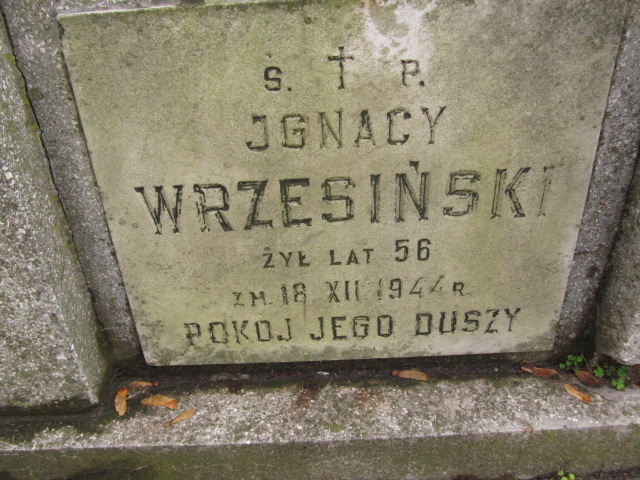 Ś. † P.
JGNACY
WRZESIŃSKI
ŻYŁ LAT 56
ZM. 18 XII 1944 R
POKOJ JEGO DUSZY